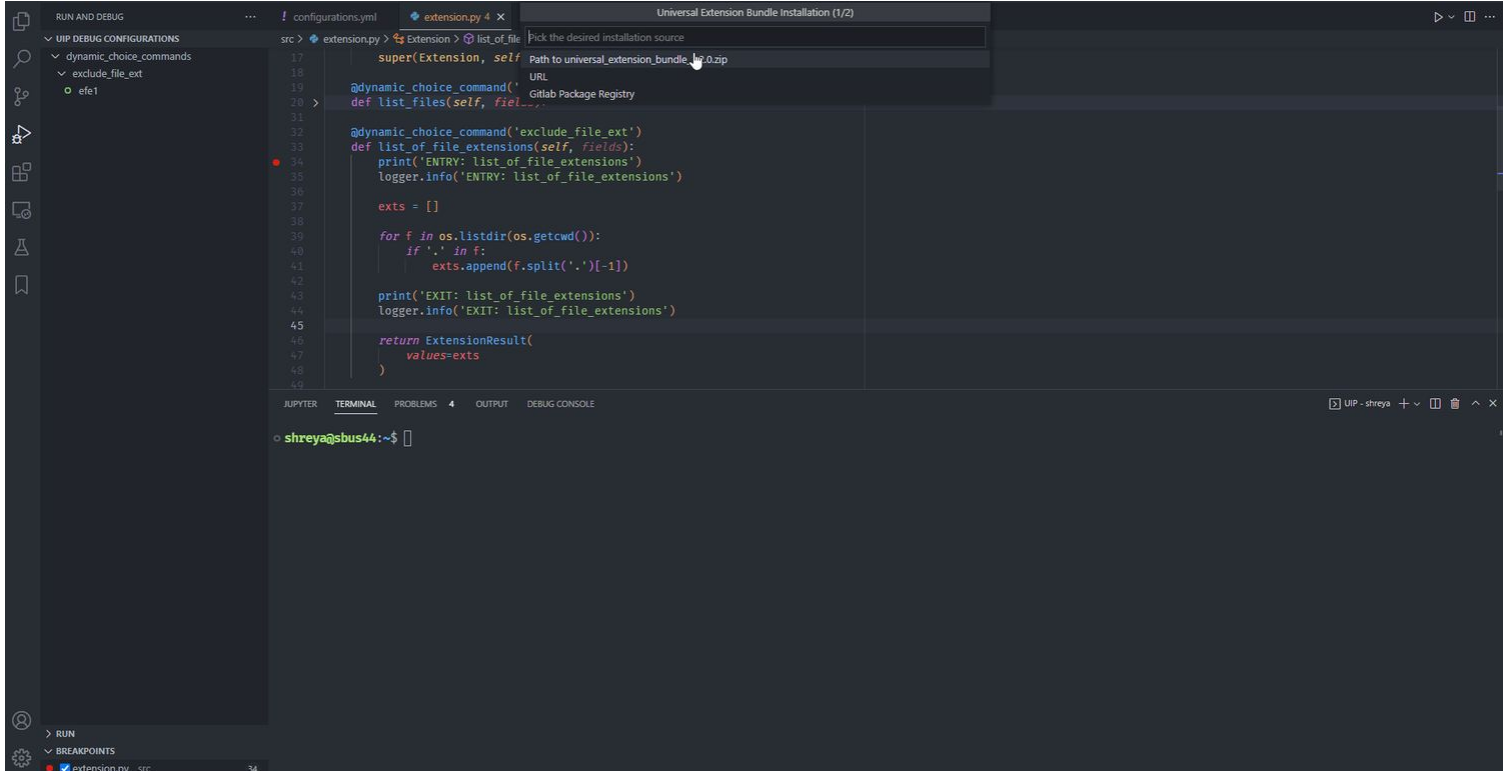 RUN AND DEBUG
UIP DEBUG CONFIGURATIONS
dynamic_choice_commands
exclude_file_ext
efe1
configurations.yml
extension.py 4
src > extension.py > Extension > list_of_file
Universal Extension Bundle Installation (1/2)
Pick the desired installation source
Path to universal_extension_bundle_ 2.0.zip
URL
Gitlab Package Registry
17 super(Extension, self
18
19 @dynamic_choice_command('
20 def list_files(self, fields):
31
32 @dynamic_choice_command('exclude_file_ext')
33 def list_of_file_extensions(self, fields):
34 print('ENTRY: list_of_file_extensions')
35 logger.info('ENTRY: list_of_file_extensions')
36
37 exts = []
38
39 for f in os.listdir(os.getcwd()):
40 if '.' in f:
41 exts.append(f.split('.')[-1])
42
43 print('EXIT: list_of_file_extensions')
44 logger.info('EXIT: list_of_file_extensions')
45
46 return ExtensionResult(
47 values=exts
48 )
49
JUPYTER TERMINAL PROBLEMS 4 OUTPUT DEBUG CONSOLE
UIP - shreya
shreya@sbus44:~$
RUN
BREAKPOINTS
extension.py src 34